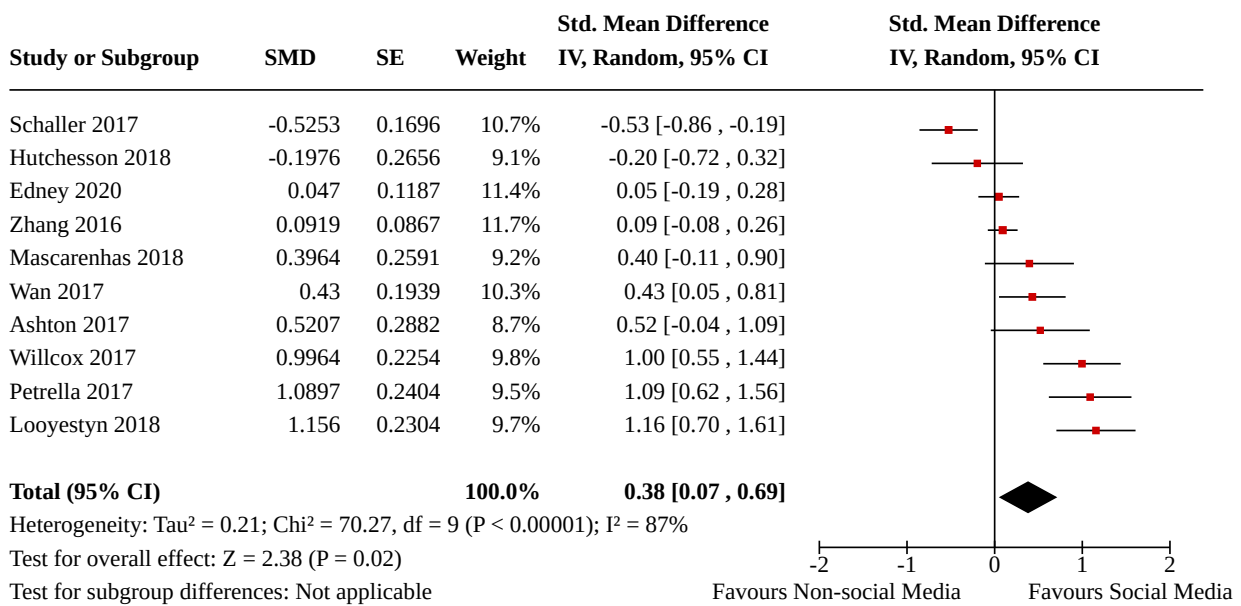 Std. Mean Difference Std. Mean Difference
Study or Subgroup SMD SE Weight IV, Random, 95% CI IV, Random, 95% CI
Schaller 2017 -0.5253 0.1696 10.7% -0.53 [-0.86 , -0.19]
Hutchesson 2018 -0.1976 0.2656 9.1% -0.20 [-0.72 , 0.32]
Edney 2020 0.047 0.1187 11.4% 0.05 [-0.19 , 0.28]
Zhang 2016 0.0919 0.0867 11.7% 0.09 [-0.08 , 0.26]
Mascarenhas 2018 0.3964 0.2591 9.2% 0.40 [-0.11 , 0.90]
Wan 2017 0.43 0.1939 10.3% 0.43 [0.05 , 0.81]
Ashton 2017 0.5207 0.2882 8.7% 0.52 [-0.04 , 1.09]
Willcox 2017 0.9964 0.2254 9.8% 1.00 [0.55 , 1.44]
Petrella 2017 1.0897 0.2404 9.5% 1.09 [0.62 , 1.56]
Looyestyn 2018 1.156 0.2304 9.7% 1.16 [0.70 , 1.61]
Total (95% CI) 100.0% 0.38 [0.07 , 0.69]
Heterogeneity: Tau² = 0.21; Chi² = 70.27, df = 9 (P < 0.00001); I² = 87%
Test for overall effect: Z = 2.38 (P = 0.02) -2 -1 0 1 2
Test for subgroup differences: Not applicable Favours Non-social Media Favours Social Media